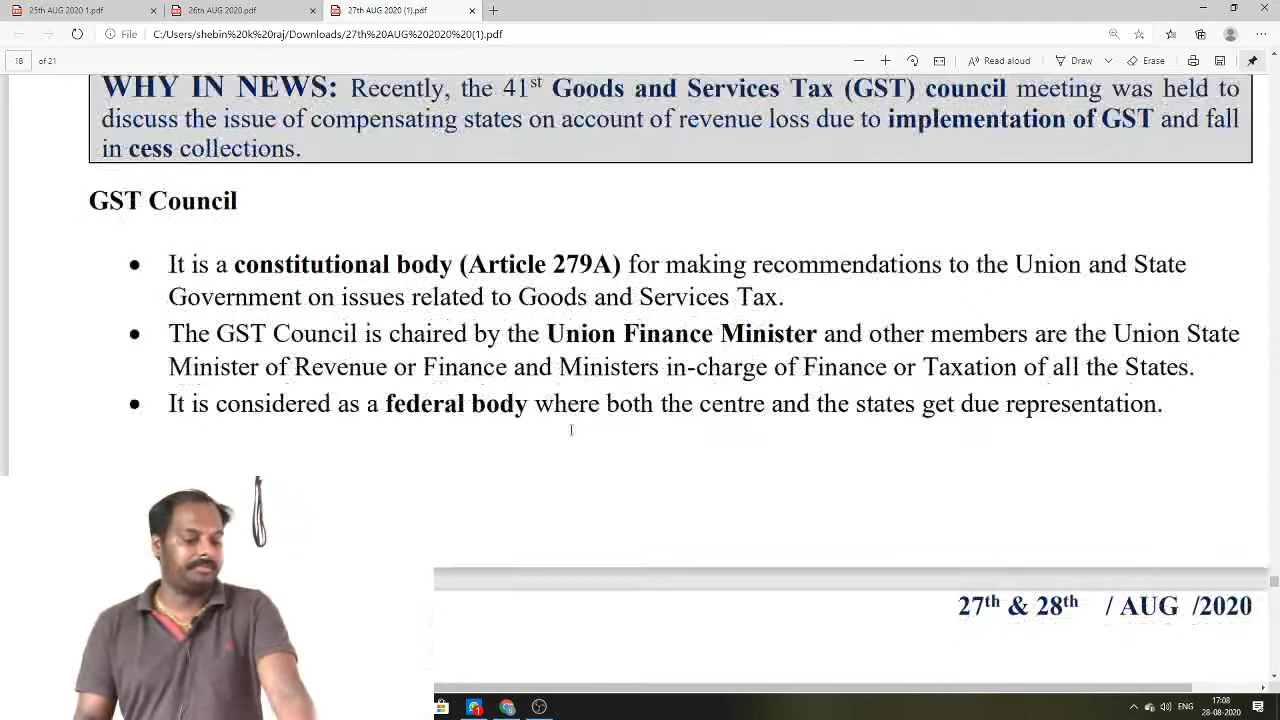 25th AUG 2020 1.pdf
26th AUG 2020.pdf
27th AUG 2020 (1).pdf
File
C:/Users/shebin%20k%20raj/Downloads/27th%20AUG%202020%20(1).pdf
18 of 21
Read aloud
Draw
Erase
WHY IN NEWS: Recently, the 41st Goods and Services Tax (GST) council meeting was held to
discuss the issue of compensating states on account of revenue loss due to implementation of GST and fall
in cess collections.
GST Council
• It is a constitutional body (Article 279A) for making recommendations to the Union and State
Government on issues related to Goods and Services Tax.
• The GST Council is chaired by the Union Finance Minister and other members are the Union State
Minister of Revenue or Finance and Ministers in-charge of Finance or Taxation of all the States.
• It is considered as a federal body where both the centre and the states get due representation.
27th & 28th / AUG /2020
1
ENG
17:08
28-08-2020